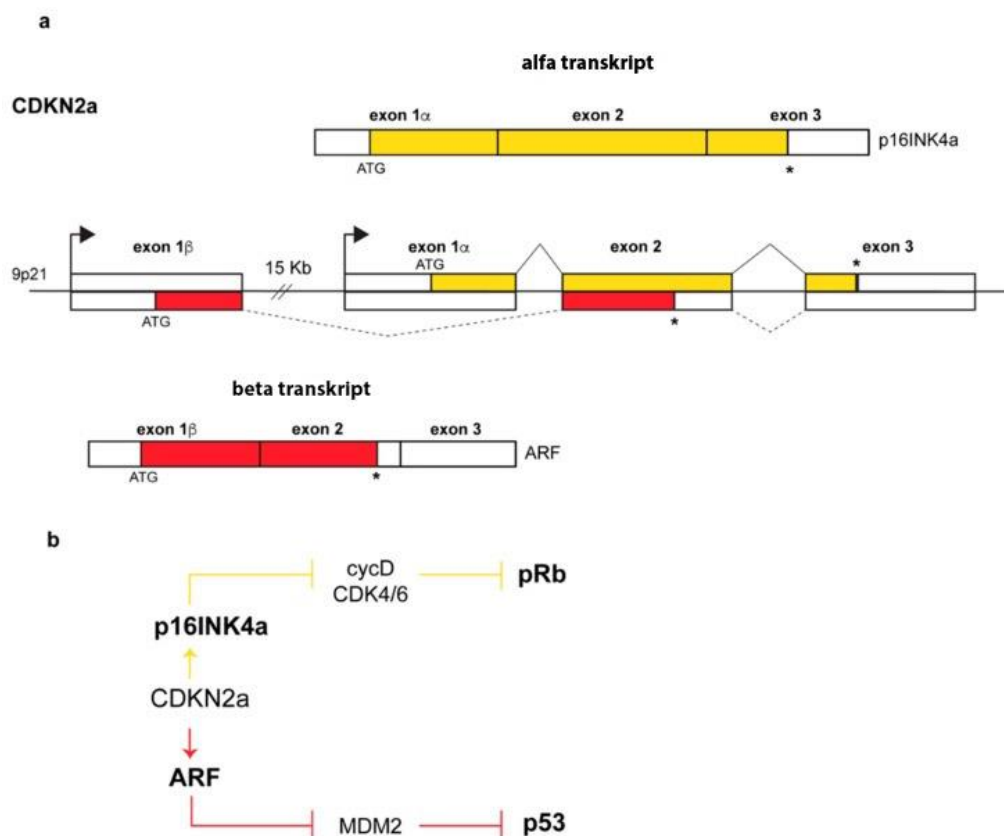 a
alfa transkript
CDKN2a
exon 1α exon 2 exon 3
p16INK4a
ATG *
exon 1β 15 Kb exon 1α exon 2 exon 3
ATG *
9p21
ATG *
beta transkript
exon 1β exon 2 exon 3
ARF
ATG *
b
cycD
CDK4/6
pRb
p16INK4a
CDKN2a
ARF
MDM2
p53